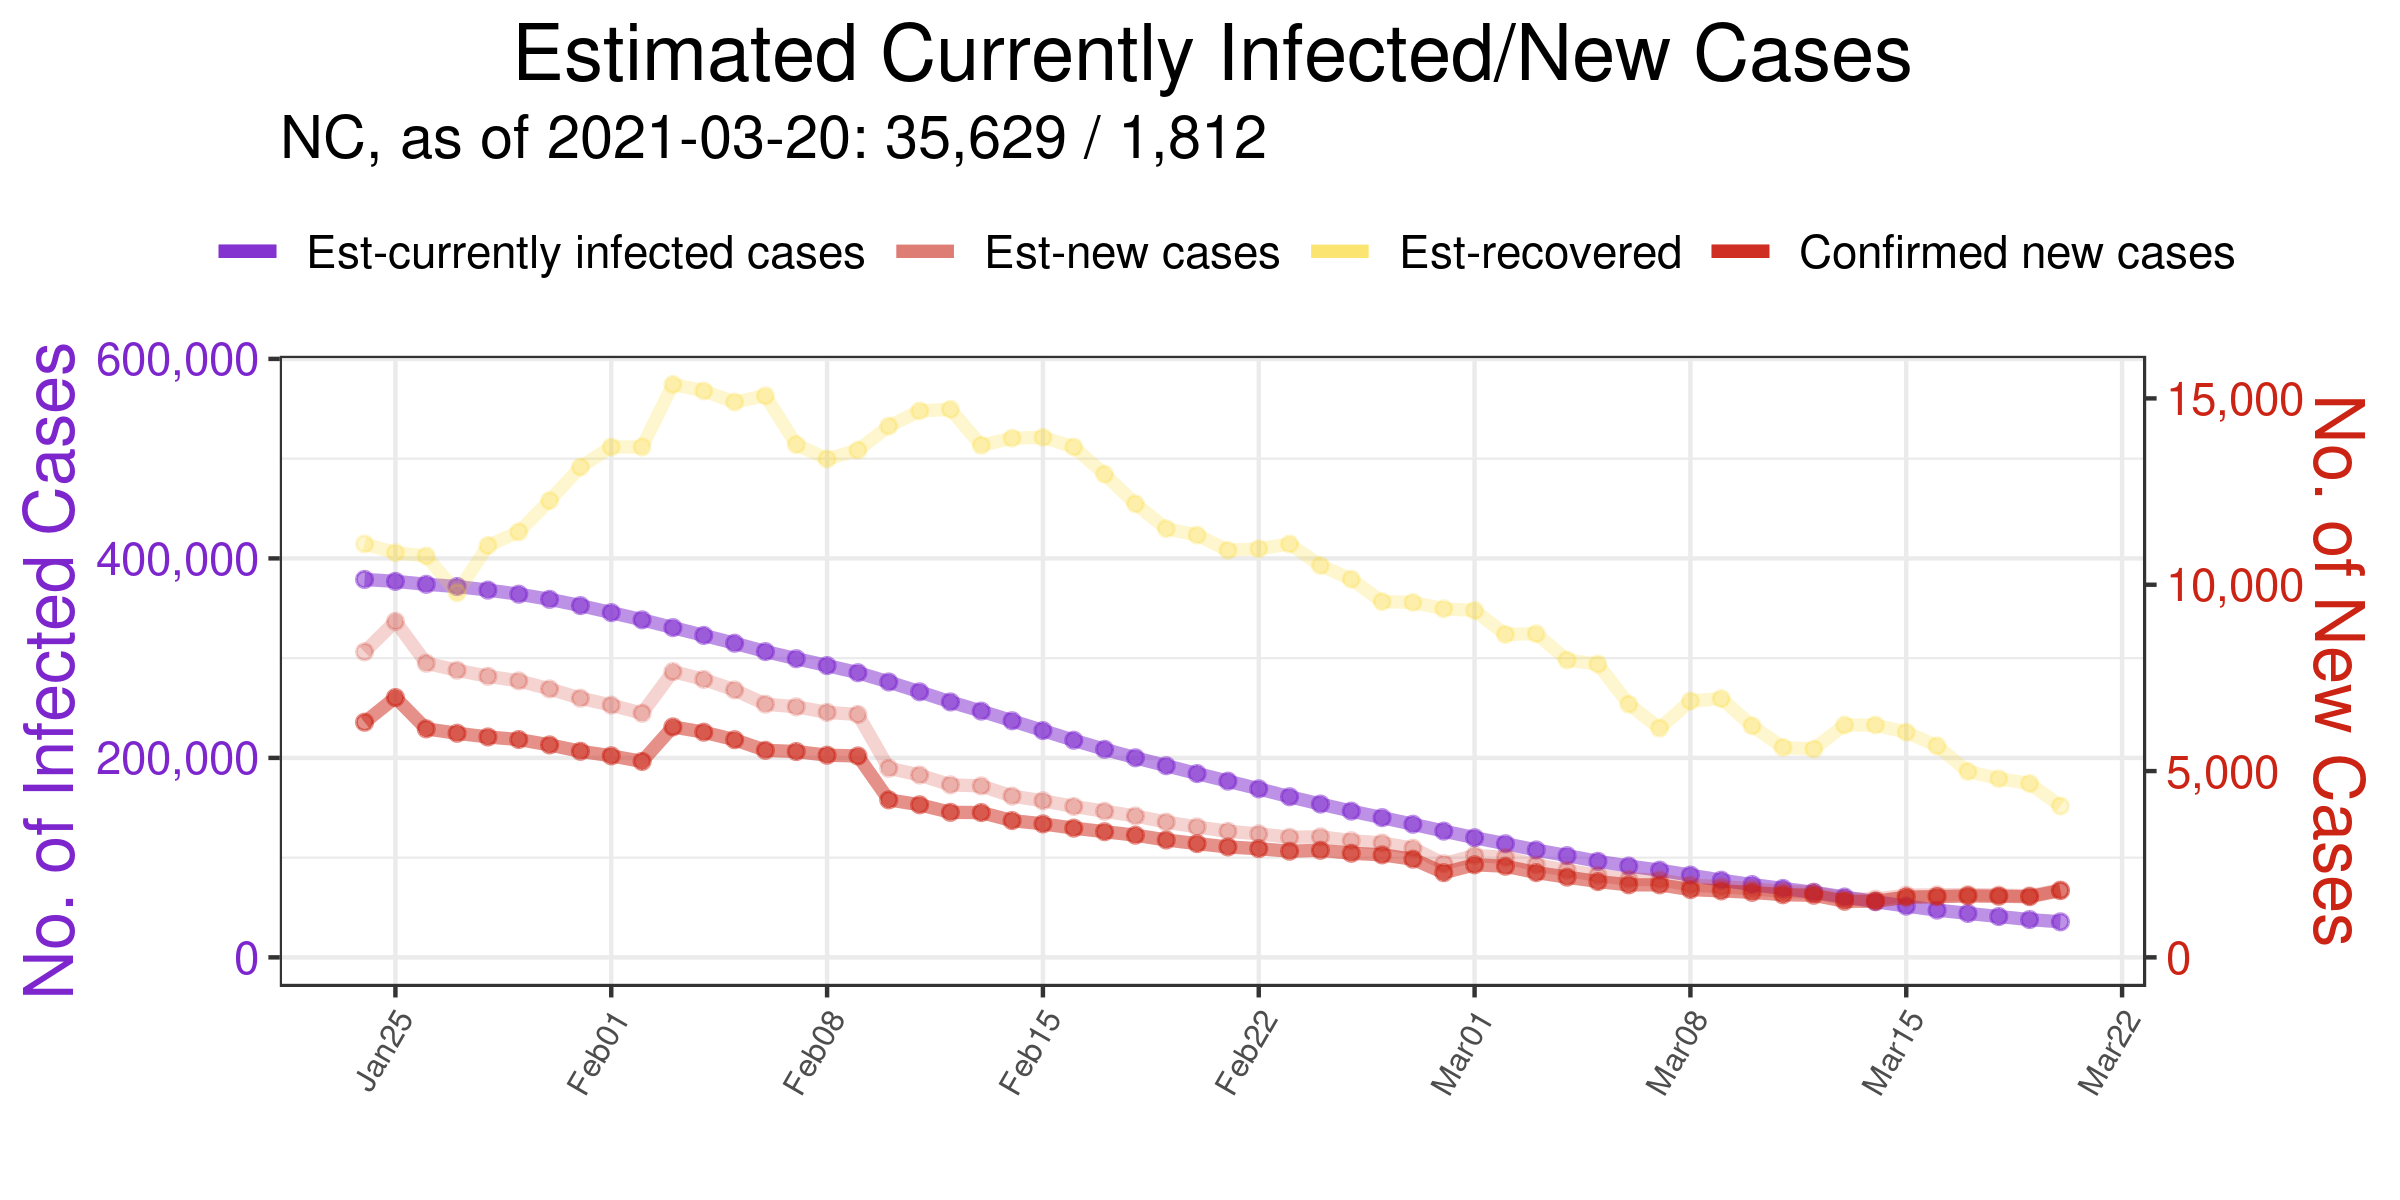 Estimated Currently Infected/New Cases
NC, as of 2021-03-20: 35,629 / 1,812
Est-currently infected cases Est-new cases Est-recovered Confirmed new cases
No. of Infected Cases
600,000
400,000
200,000
0
15,000
10,000
5,000
0
No. of New Cases
Jan25 Feb01 Feb08 Feb15 Feb22 Mar01 Mar08 Mar15 Mar22